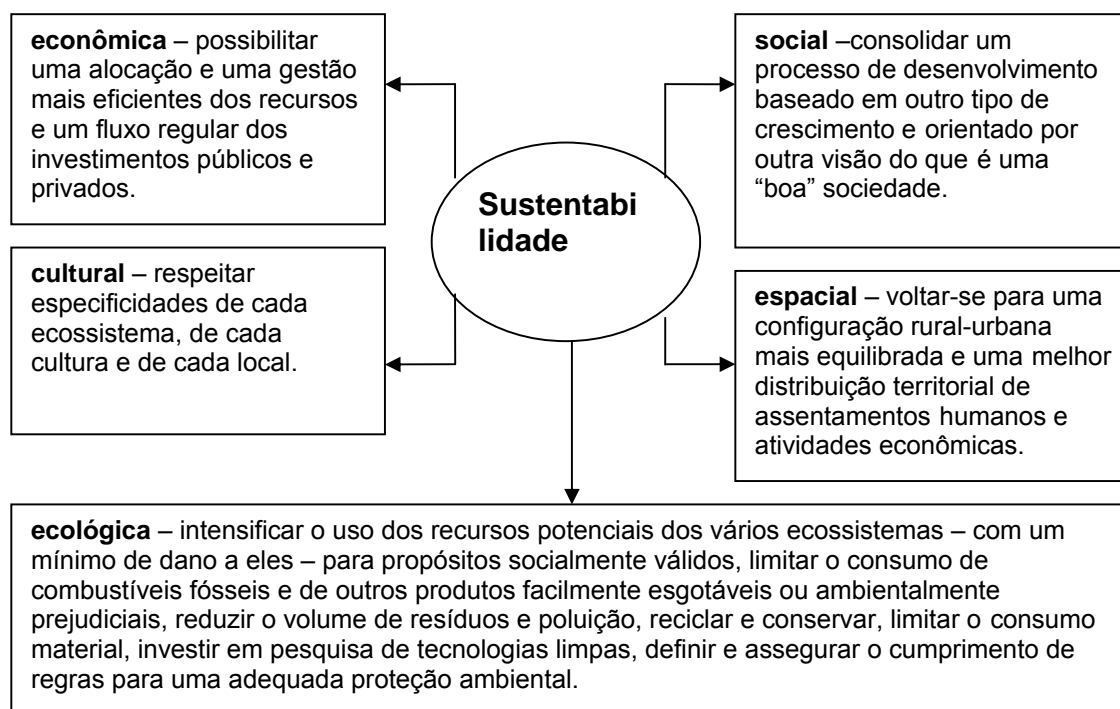 econômica – possibilitar
uma alocação e uma gestão
mais eficientes dos recursos
e um fluxo regular dos
investimentos públicos e
privados.
social –consolidar um
processo de desenvolvimento
baseado em outro tipo de
crescimento e orientado por
outra visão do que é uma
“boa” sociedade.
Sustentabi
lidade
cultural – respeitar
especificidades de cada
ecossistema, de cada
cultura e de cada local.
espacial – voltar-se para uma
configuração rural-urbana
mais equilibrada e uma melhor
distribuição territorial de
assentamentos humanos e
atividades econômicas.
ecológica – intensificar o uso dos recursos potenciais dos vários ecossistemas – com um
mínimo de dano a eles – para propósitos socialmente válidos, limitar o consumo de
combustíveis fósseis e de outros produtos facilmente esgotáveis ou ambientalmente
prejudiciais, reduzir o volume de resíduos e poluição, reciclar e conservar, limitar o consumo
material, investir em pesquisa de tecnologias limpas, definir e assegurar o cumprimento de
regras para uma adequada proteção ambiental.